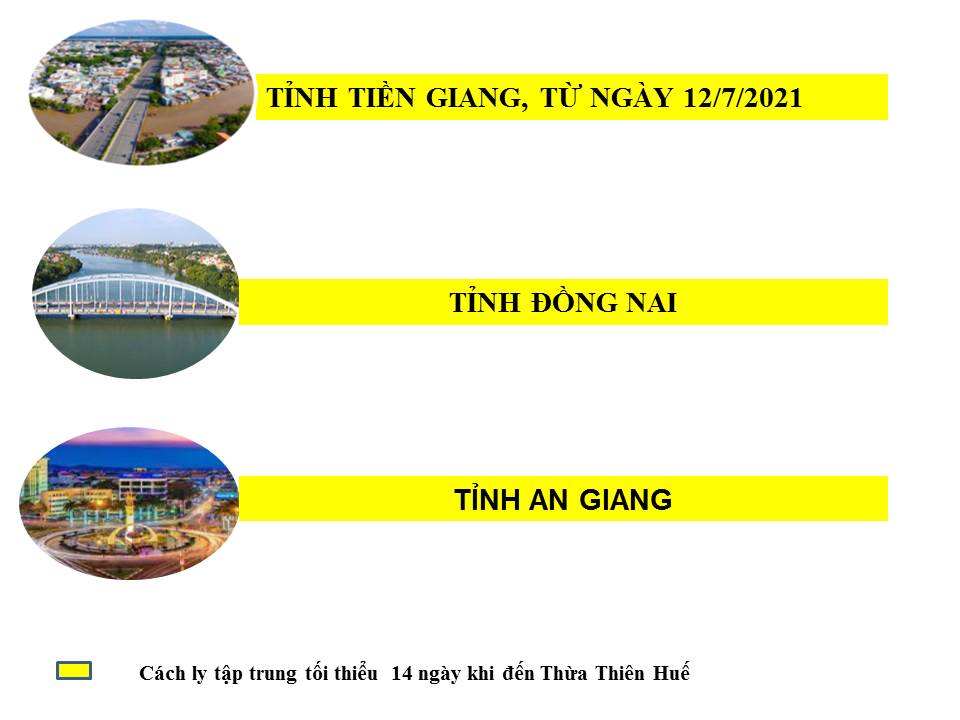 TỈNH TIỀN GIANG, TỪ NGÀY 12/7/2021
TỈNH ĐỒNG NAI
TỈNH AN GIANG
Cách ly tập trung tối thiểu 14 ngày khi đến Thừa Thiên Huế